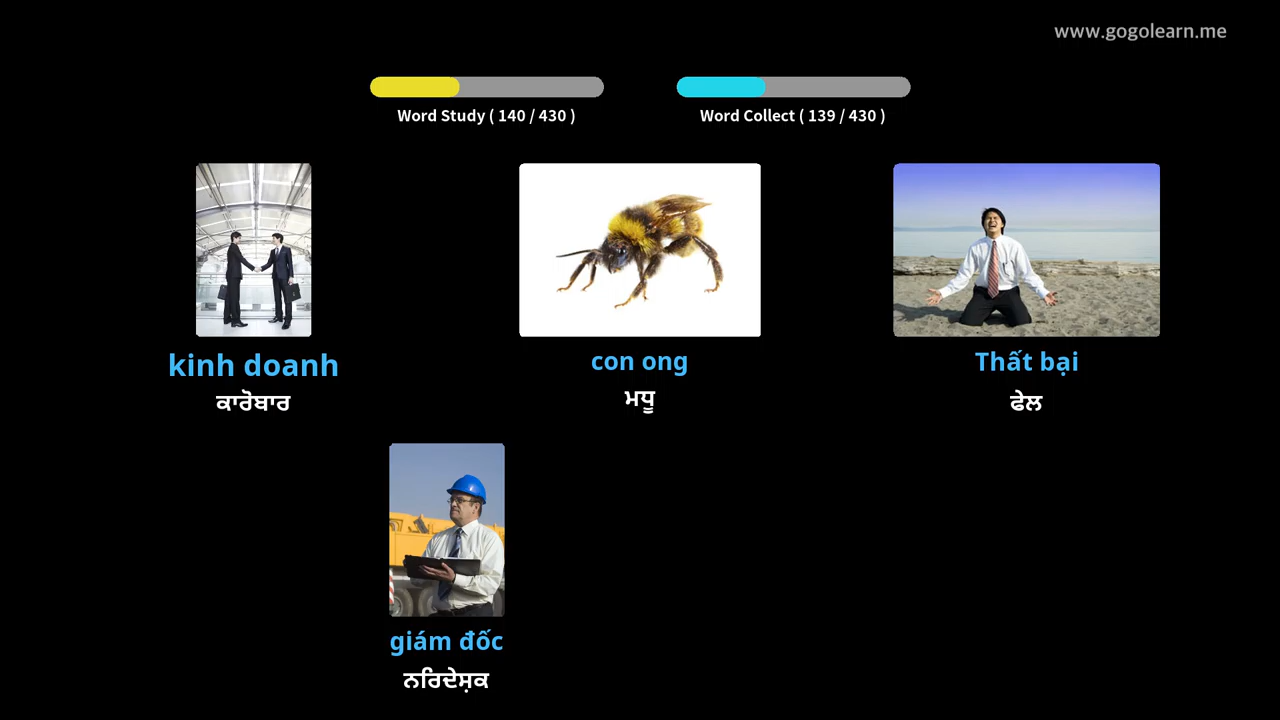 www.gogolearn.me
Word Study ( 140 / 430 )
Word Collect ( 139 / 430 )
kinh doanh
ਕਾਰੋਬਾਰ
con ong
ਮਧੂ
Thất bại
ਫੇਲ
giám đốc
ਨਰਿਦੇਸ਼ਕ